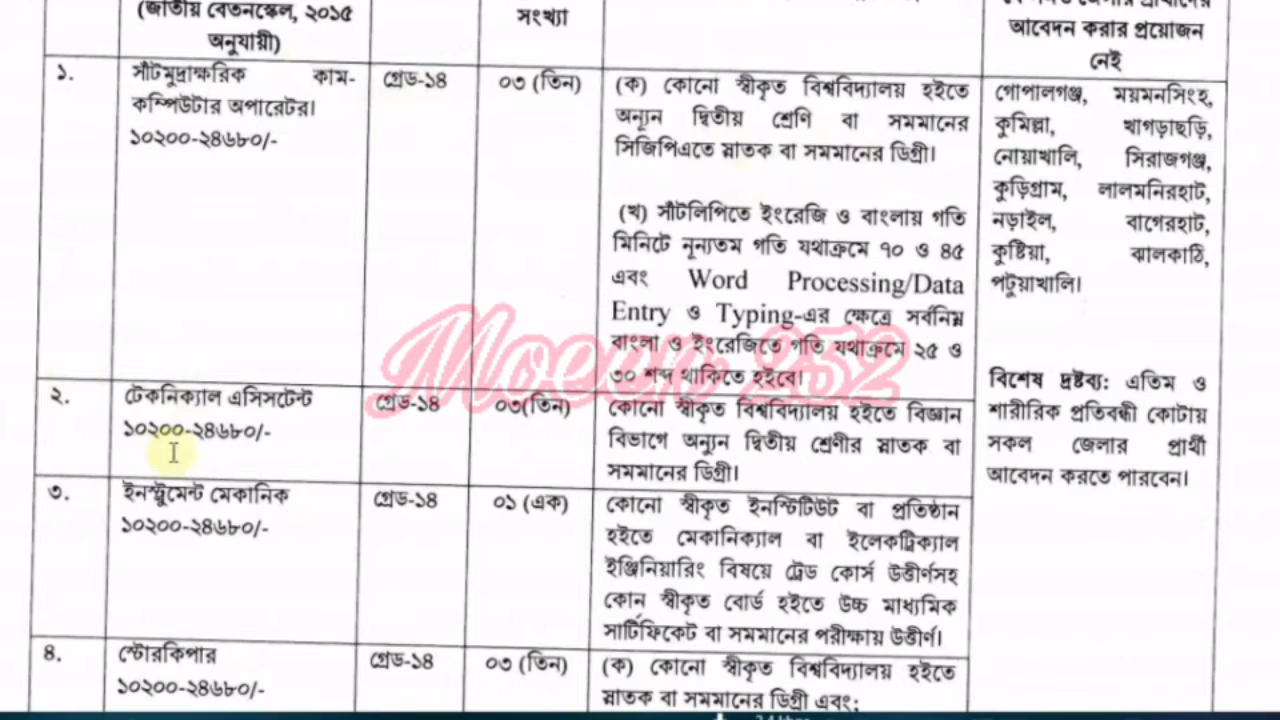 (জাতীয় বেতনস্কেল, ২০১৫
অনুযায়ী)
সংখ্যা
আবেদন করার প্রয়োজন
নেই
১.
সাঁটমুদ্রাক্ষরিক কাম-
কম্পিউটার অপারেটর।
১০২০০-২৪৬৮০/-
গ্রেড-১৪
০৩ (তিন)
(ক) কোনো স্বীকৃত বিশ্ববিদ্যালয় হইতে
অন্যুন দ্বিতীয় শ্রেণি বা সমমানের
সিজিপিএতে স্নাতক বা সমমানের ডিগ্রী।
(খ) সাঁটলিপিতে ইংরেজি ও বাংলায় গতি
মিনিটে নূন্যতম গতি যথাক্রমে ৭০ ও ৪৫
এবং Word Processing/Data
Entry ও Typing-এর ক্ষেত্রে সর্বনিম্ন
বাংলা ও ইংরেজিতে গতি যথাক্রমে ২৫ ও
৩০ শব্দ থাকিতে হইবে।
গোপালগঞ্জ, ময়মনসিংহ,
কুমিল্লা, খাগড়াছড়ি,
নোয়াখালি, সিরাজগঞ্জ,
কুড়িগ্রাম, লালমনিরহাট,
নড়াইল, বাগেরহাট,
কুষ্টিয়া, ঝালকাঠি,
পটুয়াখালি।
বিশেষ দ্রষ্টব্য: এতিম ও
শারীরিক প্রতিবন্ধী কোটায়
সকল জেলার প্রার্থী
আবেদন করতে পারবেন।
Moeen 252
২.
টেকনিক্যাল এসিসটেন্ট
১০২০০-২৪৬৮০/-
গ্রেড-১৪
০৩(তিন)
কোনো স্বীকৃত বিশ্ববিদ্যালয় হইতে বিজ্ঞান
বিভাগে অন্যুন দ্বিতীয় শ্রেণীর স্নাতক বা
সমমানের ডিগ্রী।
৩.
ইনস্ট্রুমেন্ট মেকানিক
১০২০০-২৪৬৮০/-
গ্রেড-১৪
০১ (এক)
কোনো স্বীকৃত ইনস্টিটিউট বা প্রতিষ্ঠান
হইতে মেকানিক্যাল বা ইলেকট্রিক্যাল
ইঞ্জিনিয়ারিং বিষয়ে ট্রেড কোর্স উত্তীর্ণসহ
কোন স্বীকৃত বোর্ড হইতে উচ্চ মাধ্যমিক
সার্টিফিকেট বা সমমানের পরীক্ষায় উত্তীর্ণ।
৪.
স্টোরকিপার
১০২০০-২৪৬৮০/-
গ্রেড-১৪
০৩ (তিন)
(ক) কোনো স্বীকৃত বিশ্ববিদ্যালয় হইতে
স্নাতক বা সমমানের ডিগ্রী এবং;